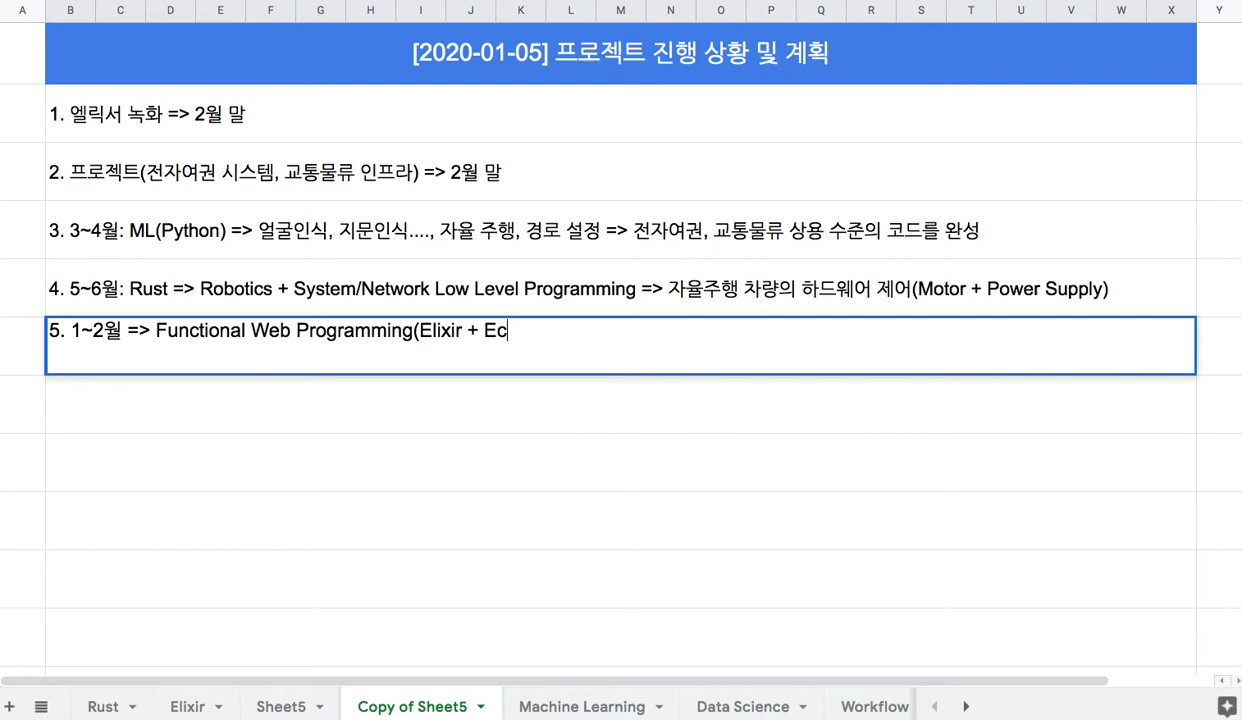 A B C D E F G H I J K L M N O P Q R S T U V W X Y
[2020-01-05] 프로젝트 진행 상황 및 계획
1. 엘릭서 녹화 => 2월 말
2. 프로젝트(전자여권 시스템, 교통물류 인프라) => 2월 말
3. 3~4월: ML(Python) => 얼굴인식, 지문인식...., 자율 주행, 경로 설정 => 전자여권, 교통물류 상용 수준의 코드를 완성
4. 5~6월: Rust => Robotics + System/Network Low Level Programming => 자율주행 차량의 하드웨어 제어(Motor + Power Supply)
5. 1~2월 => Functional Web Programming(Elixir + Ec
Rust Elixir Sheet5 Copy of Sheet5 Machine Learning Data Science Workflow